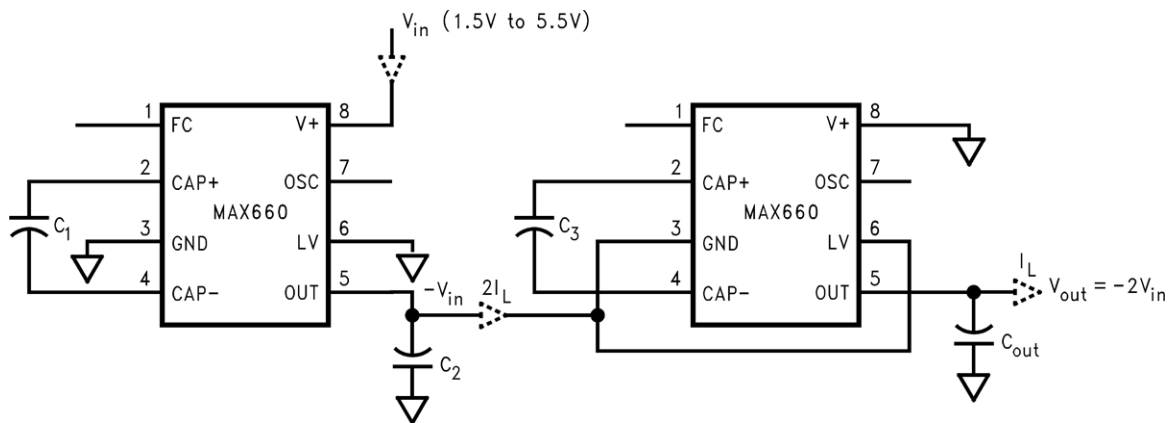 Vin (1.5V to 5.5V)
1
FC
V+
8
2
CAP+
OSC
7
MAX660
C1
3
GND
LV
6
4
CAP-
OUT
5
-Vin
2IL
C2
1
FC
V+
8
2
CAP+
OSC
7
MAX660
C3
3
GND
LV
6
4
CAP-
OUT
5
IL
Vout = -2Vin
Cout